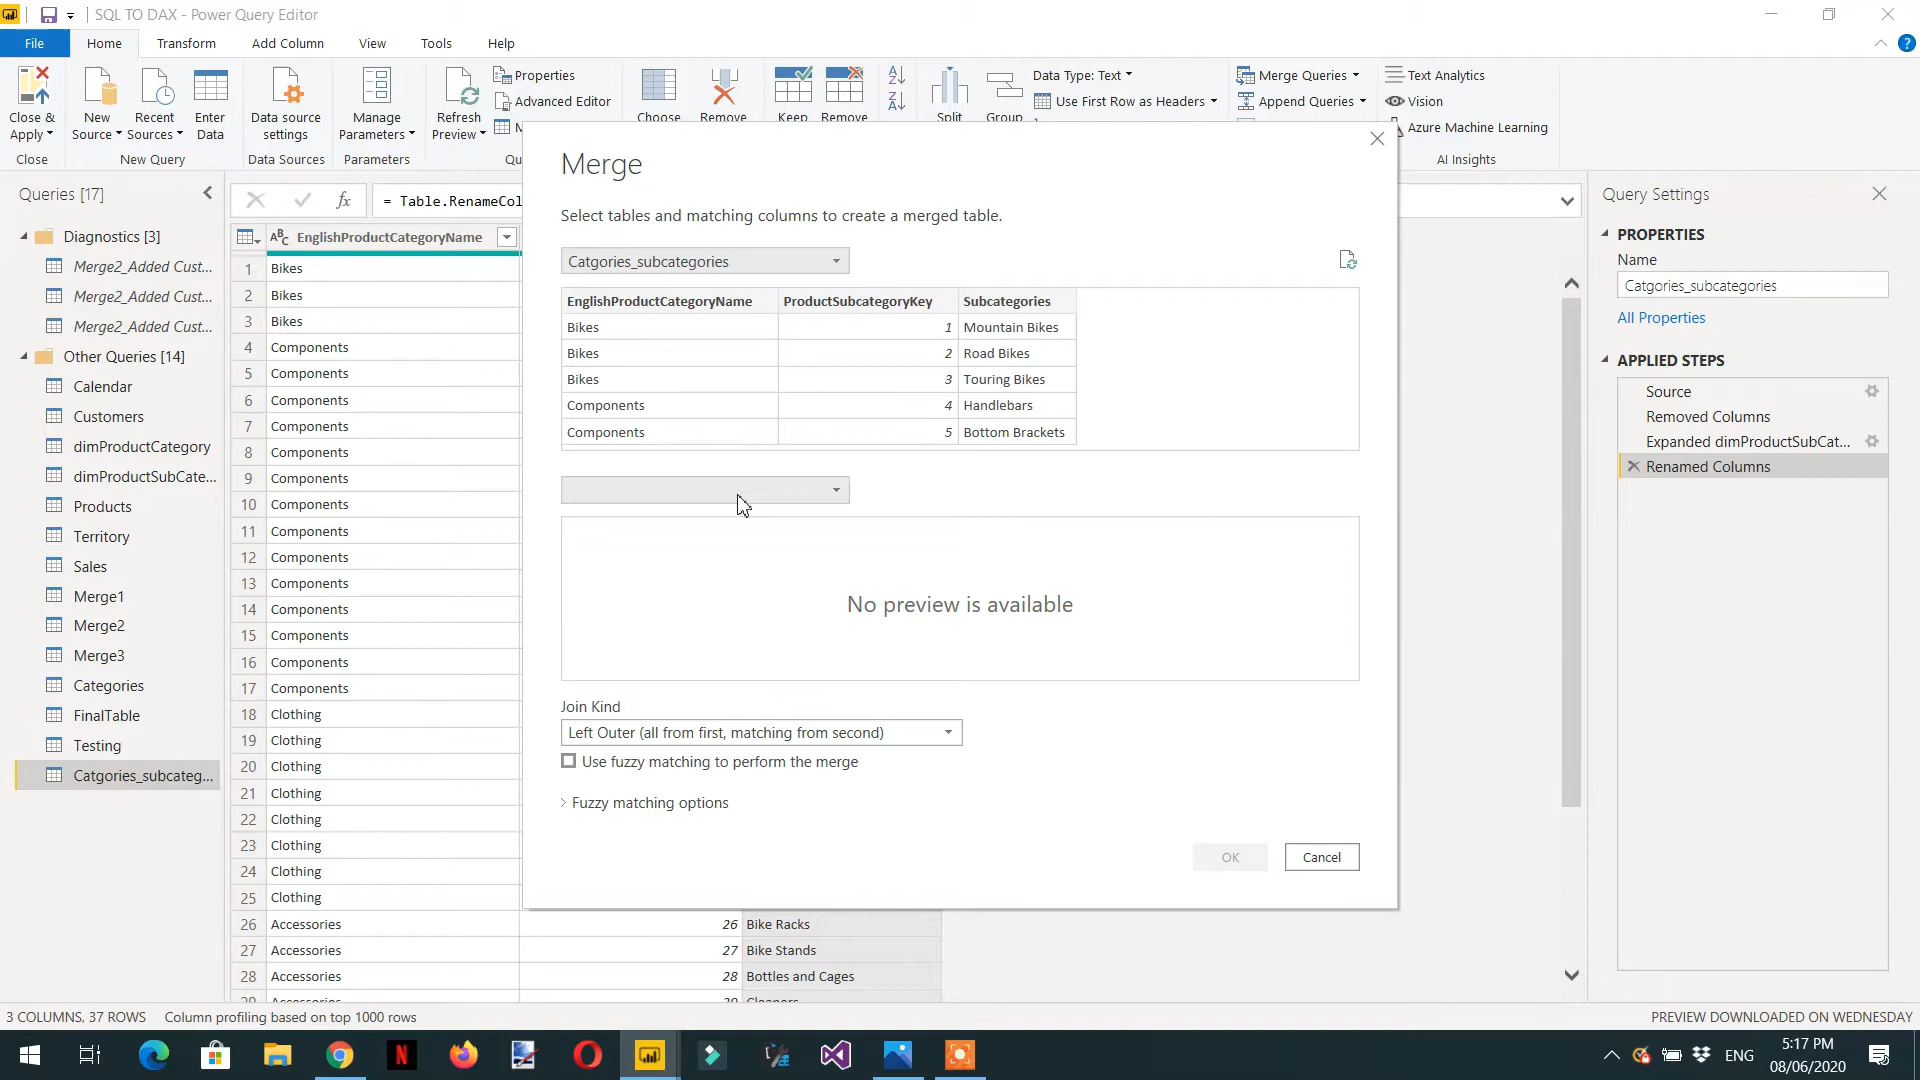 SQL TO DAX - Power Query Editor
File Home Transform Add Column View Tools Help
Close & Apply
Close
New Source
Recent Sources
Enter Data
New Query
Data source settings
Data Sources
Manage Parameters
Parameters
Refresh Preview
Properties
Advanced Editor
Choose
Remove
Keep
Remove
Split
Group
Data Type: Text
Use First Row as Headers
Merge Queries
Append Queries
Text Analytics
Vision
Azure Machine Learning
AI Insights
Queries [17]
Diagnostics [3]
Merge2_Added Cust...
Merge2_Added Cust...
Merge2_Added Cust...
Other Queries [14]
Calendar
Customers
dimProductCategory
dimProductSubCate...
Products
Territory
Sales
Merge1
Merge2
Merge3
Categories
FinalTable
Testing
Catgories_subcateg...
fx = Table.RenameCol
EnglishProductCategoryName
1 Bikes
2 Bikes
3 Bikes
4 Components
5 Components
6 Components
7 Components
8 Components
9 Components
10 Components
11 Components
12 Components
13 Components
14 Components
15 Components
16 Components
17 Components
18 Clothing
19 Clothing
20 Clothing
21 Clothing
22 Clothing
23 Clothing
24 Clothing
25 Clothing
26 Accessories 26 Bike Racks
27 Accessories 27 Bike Stands
28 Accessories 28 Bottles and Cages
29 Accessories 29 Cleaners
Merge
Select tables and matching columns to create a merged table.
Catgories_subcategories
EnglishProductCategoryName ProductSubcategoryKey Subcategories
Bikes 1 Mountain Bikes
Bikes 2 Road Bikes
Bikes 3 Touring Bikes
Components 4 Handlebars
Components 5 Bottom Brackets
No preview is available
Join Kind
Left Outer (all from first, matching from second)
Use fuzzy matching to perform the merge
Fuzzy matching options
OK Cancel
Query Settings
PROPERTIES
Name
Catgories_subcategories
All Properties
APPLIED STEPS
Source
Removed Columns
Expanded dimProductSubCat...
Renamed Columns
3 COLUMNS, 37 ROWS Column profiling based on top 1000 rows
PREVIEW DOWNLOADED ON WEDNESDAY
ENG
5:17 PM
08/06/2020